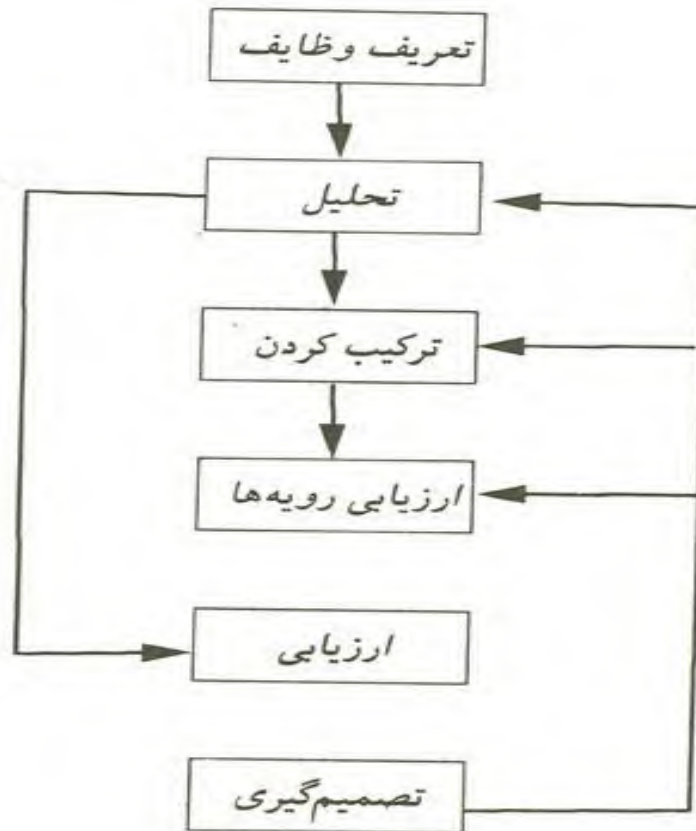 تعریف وظایف
تحلیل
ترکیب کردن
ارزیابی رویه‌ها
ارزیابی
تصمیم‌گیری